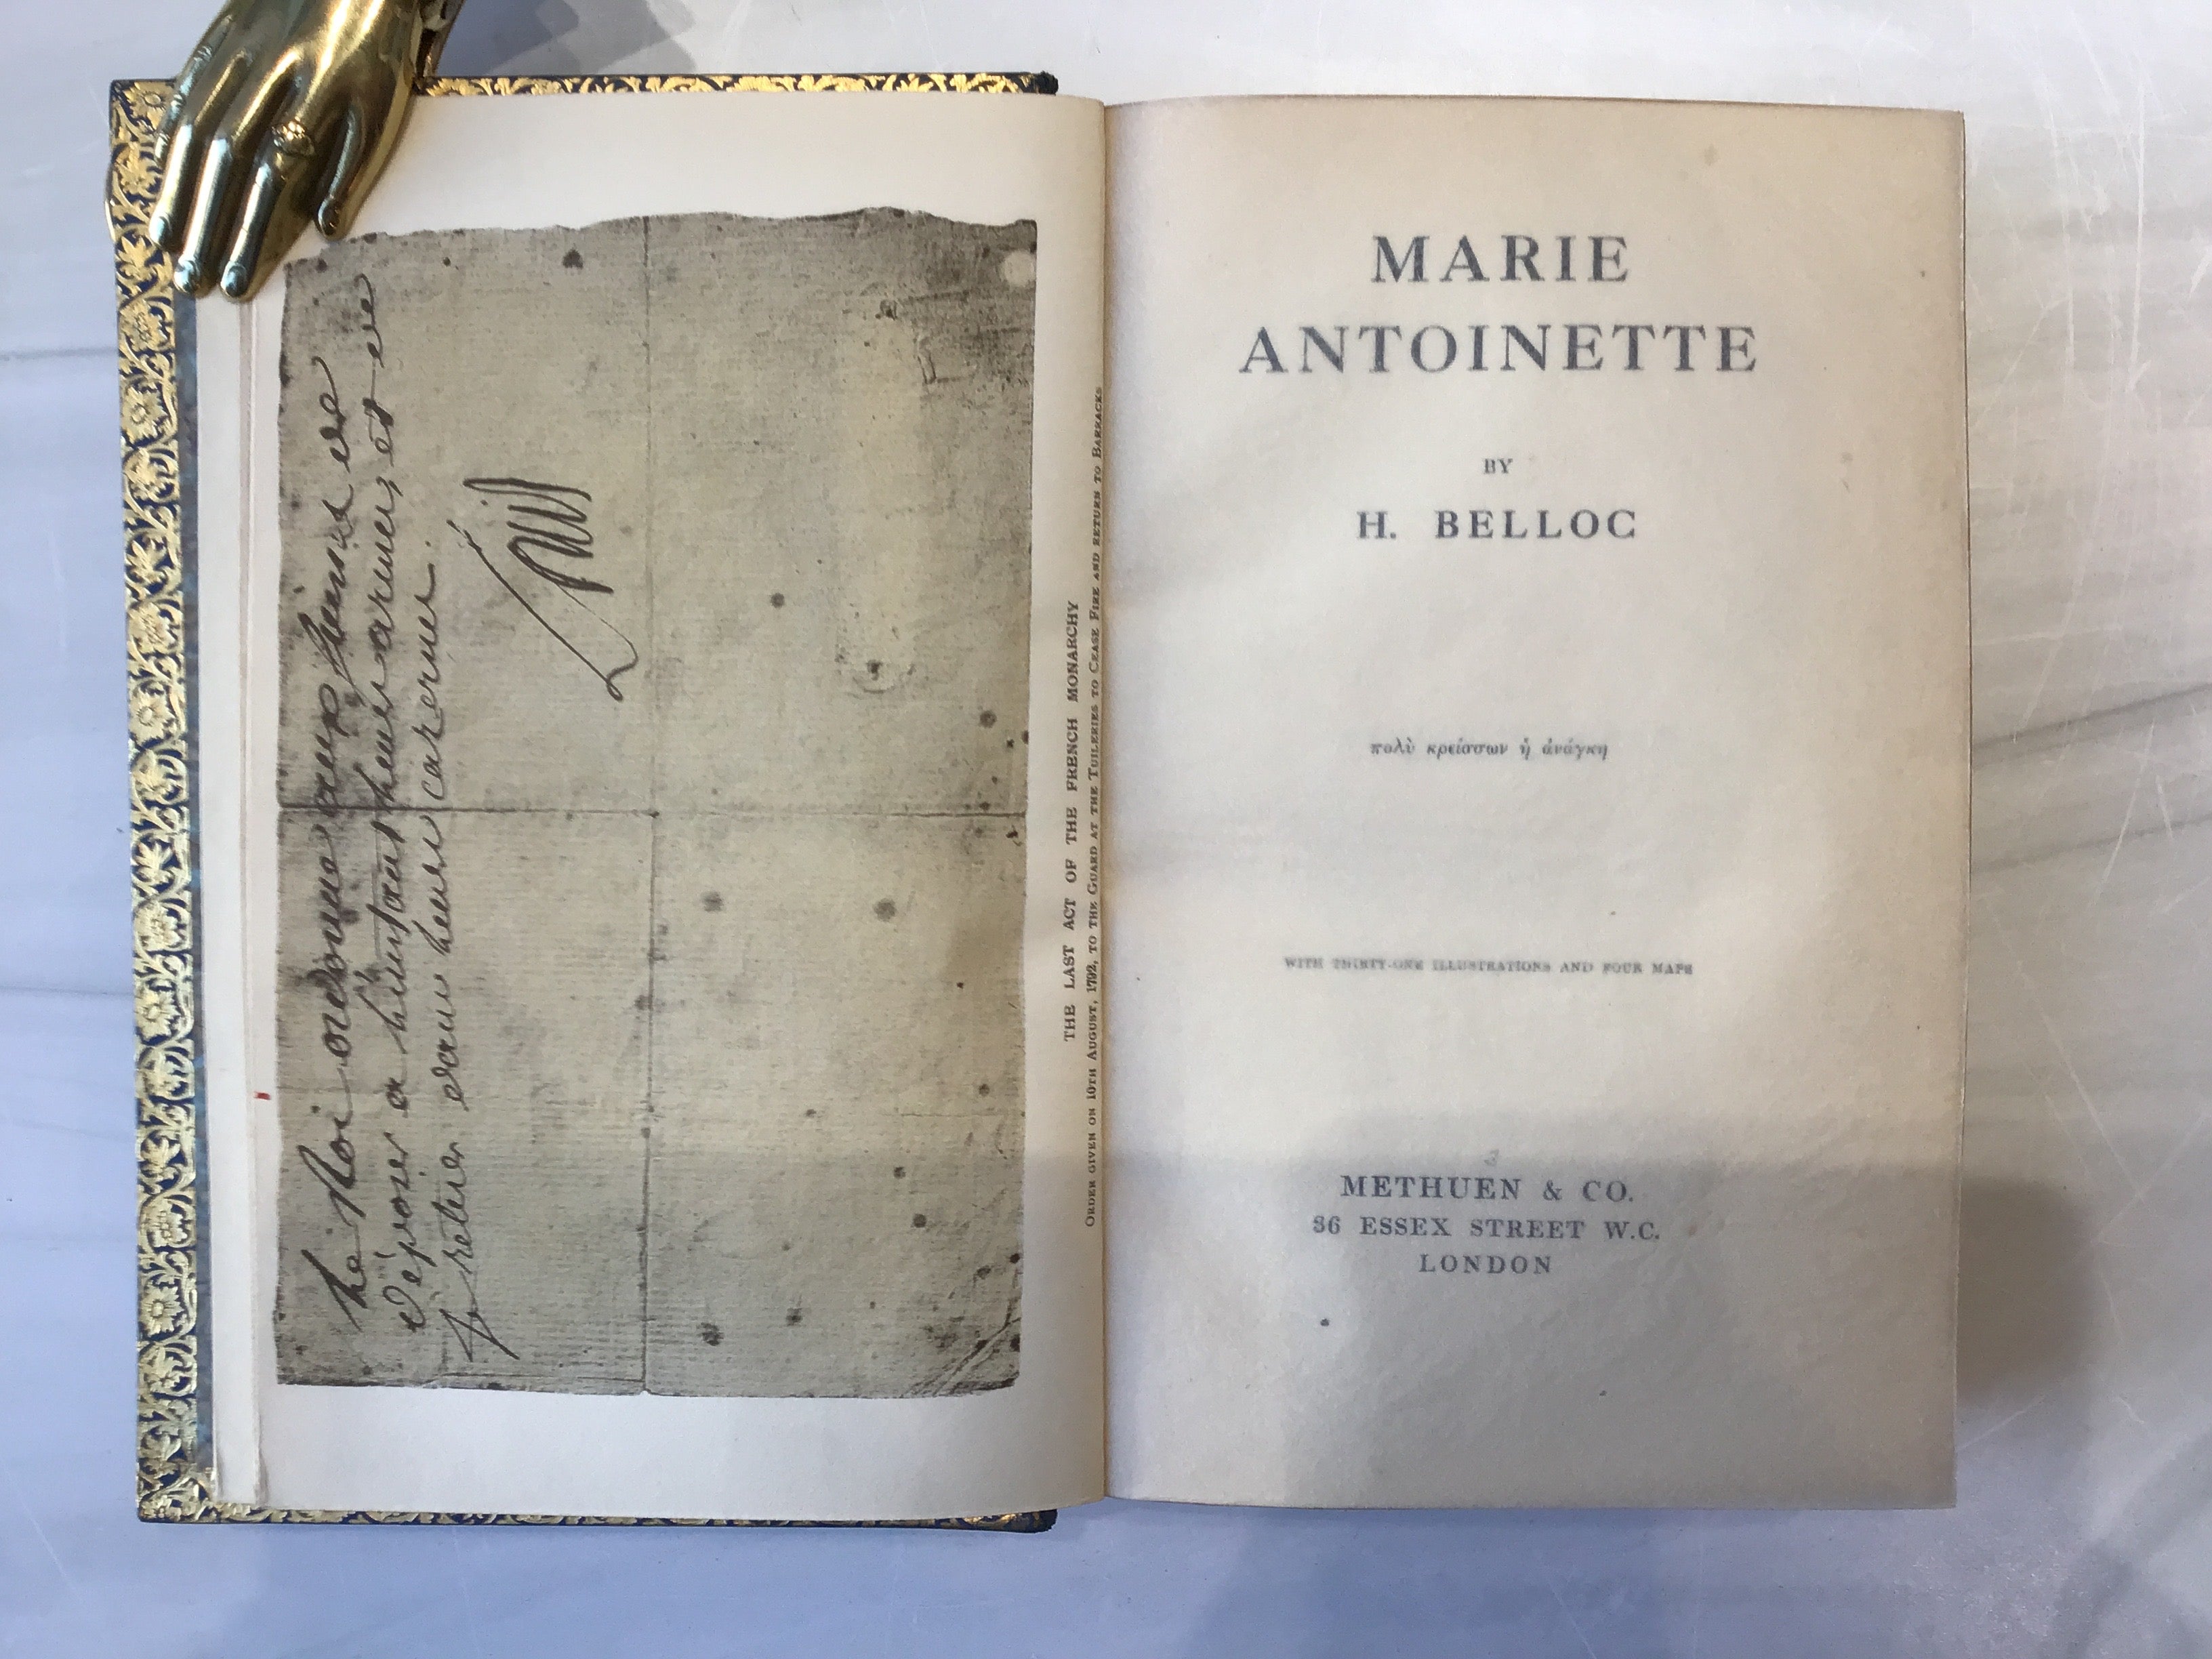 Le Roi ordonne aux Suisses de
déposer à l'instant leurs armes et de
se retirer dans leurs casernes.
Louis
THE LAST ACT OF THE FRENCH MONARCHY
ORDER GIVEN ON 10TH AUGUST, 1792, TO THE GUARD AT THE TUILERIES TO CEASE FIRE AND RETURN TO BARRACKS
MARIE
ANTOINETTE
BY
H. BELLOC
πολὺ κρείσσων ἡ ἀνάγκη
WITH THIRTY-ONE ILLUSTRATIONS AND FOUR MAPS
METHUEN & CO.
36 ESSEX STREET W.C.
LONDON